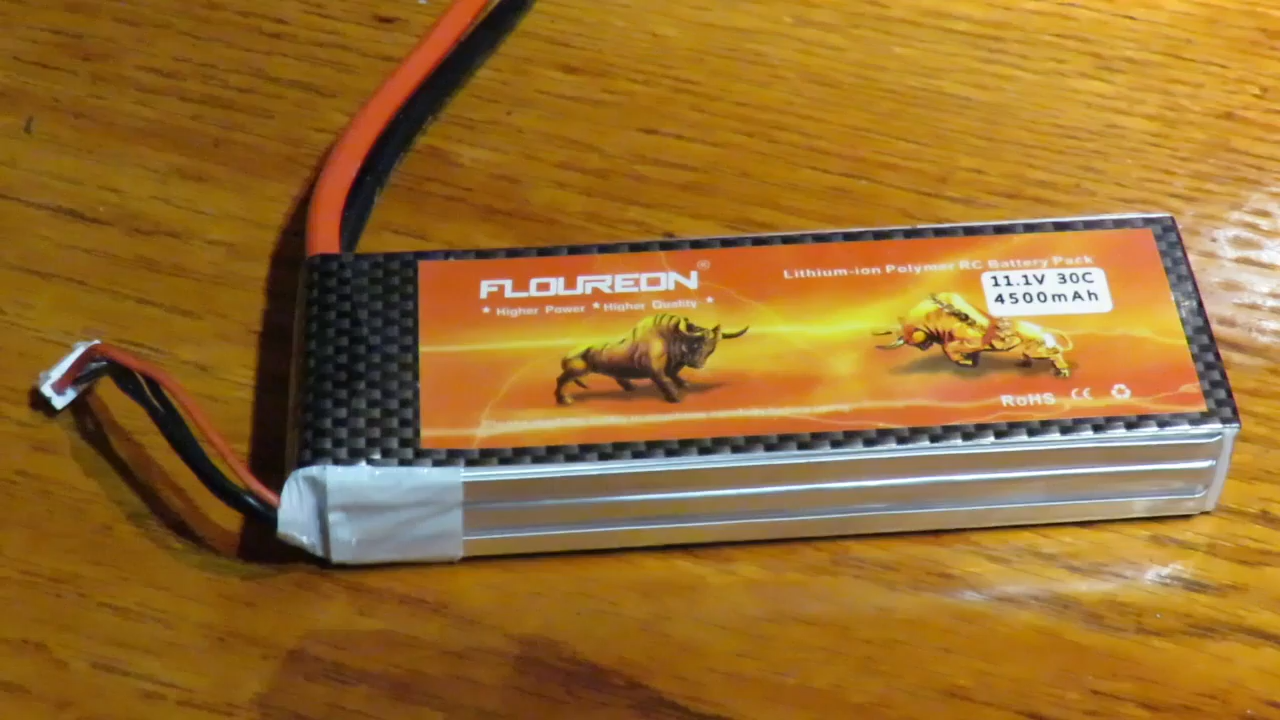 FLOUREON®
* Higher Power * Higher Quality *
Lithium-ion Polymer RC Battery Pack
11.1V 30C
4500mAh
RoHS CE